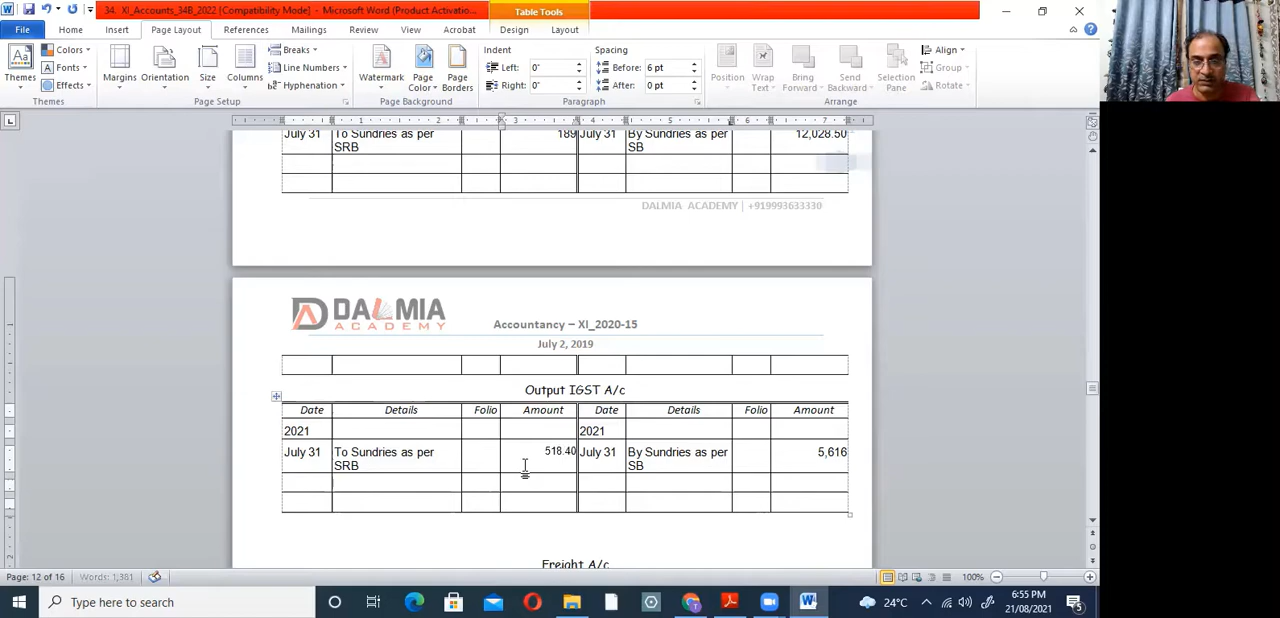 34. XI_Accounts_34B_2022 [Compatibility Mode] - Microsoft Word (Product Activatio...
Table Tools
File Home Insert Page Layout References Mailings Review View Acrobat Design Layout
Colors Breaks Indent Spacing Align
Fonts Line Numbers Left: 0" Before: 6 pt Group
Themes Effects Margins Orientation Size Columns Hyphenation Watermark Page Color Page Borders Right: 0" After: 0 pt Position Wrap Text Bring Forward Send Backward Selection Pane Rotate
Themes Page Setup Page Background Paragraph Arrange
July 31 To Sundries as per 189 July 31 By Sundries as per 12,028.50
SRB SB
DALMIA ACADEMY | +919993633330
DALMIA
ACADEMY
Accountancy – XI_2020-15
July 2, 2019
Output IGST A/c
Date Details Folio Amount Date Details Folio Amount
2021 2021
July 31 To Sundries as per 518.40 July 31 By Sundries as per 5,616
SRB SB
Freight A/c
Page: 12 of 16 Words: 1,381 100%
Type here to search 24°C 6:55 PM
21/08/2021 5